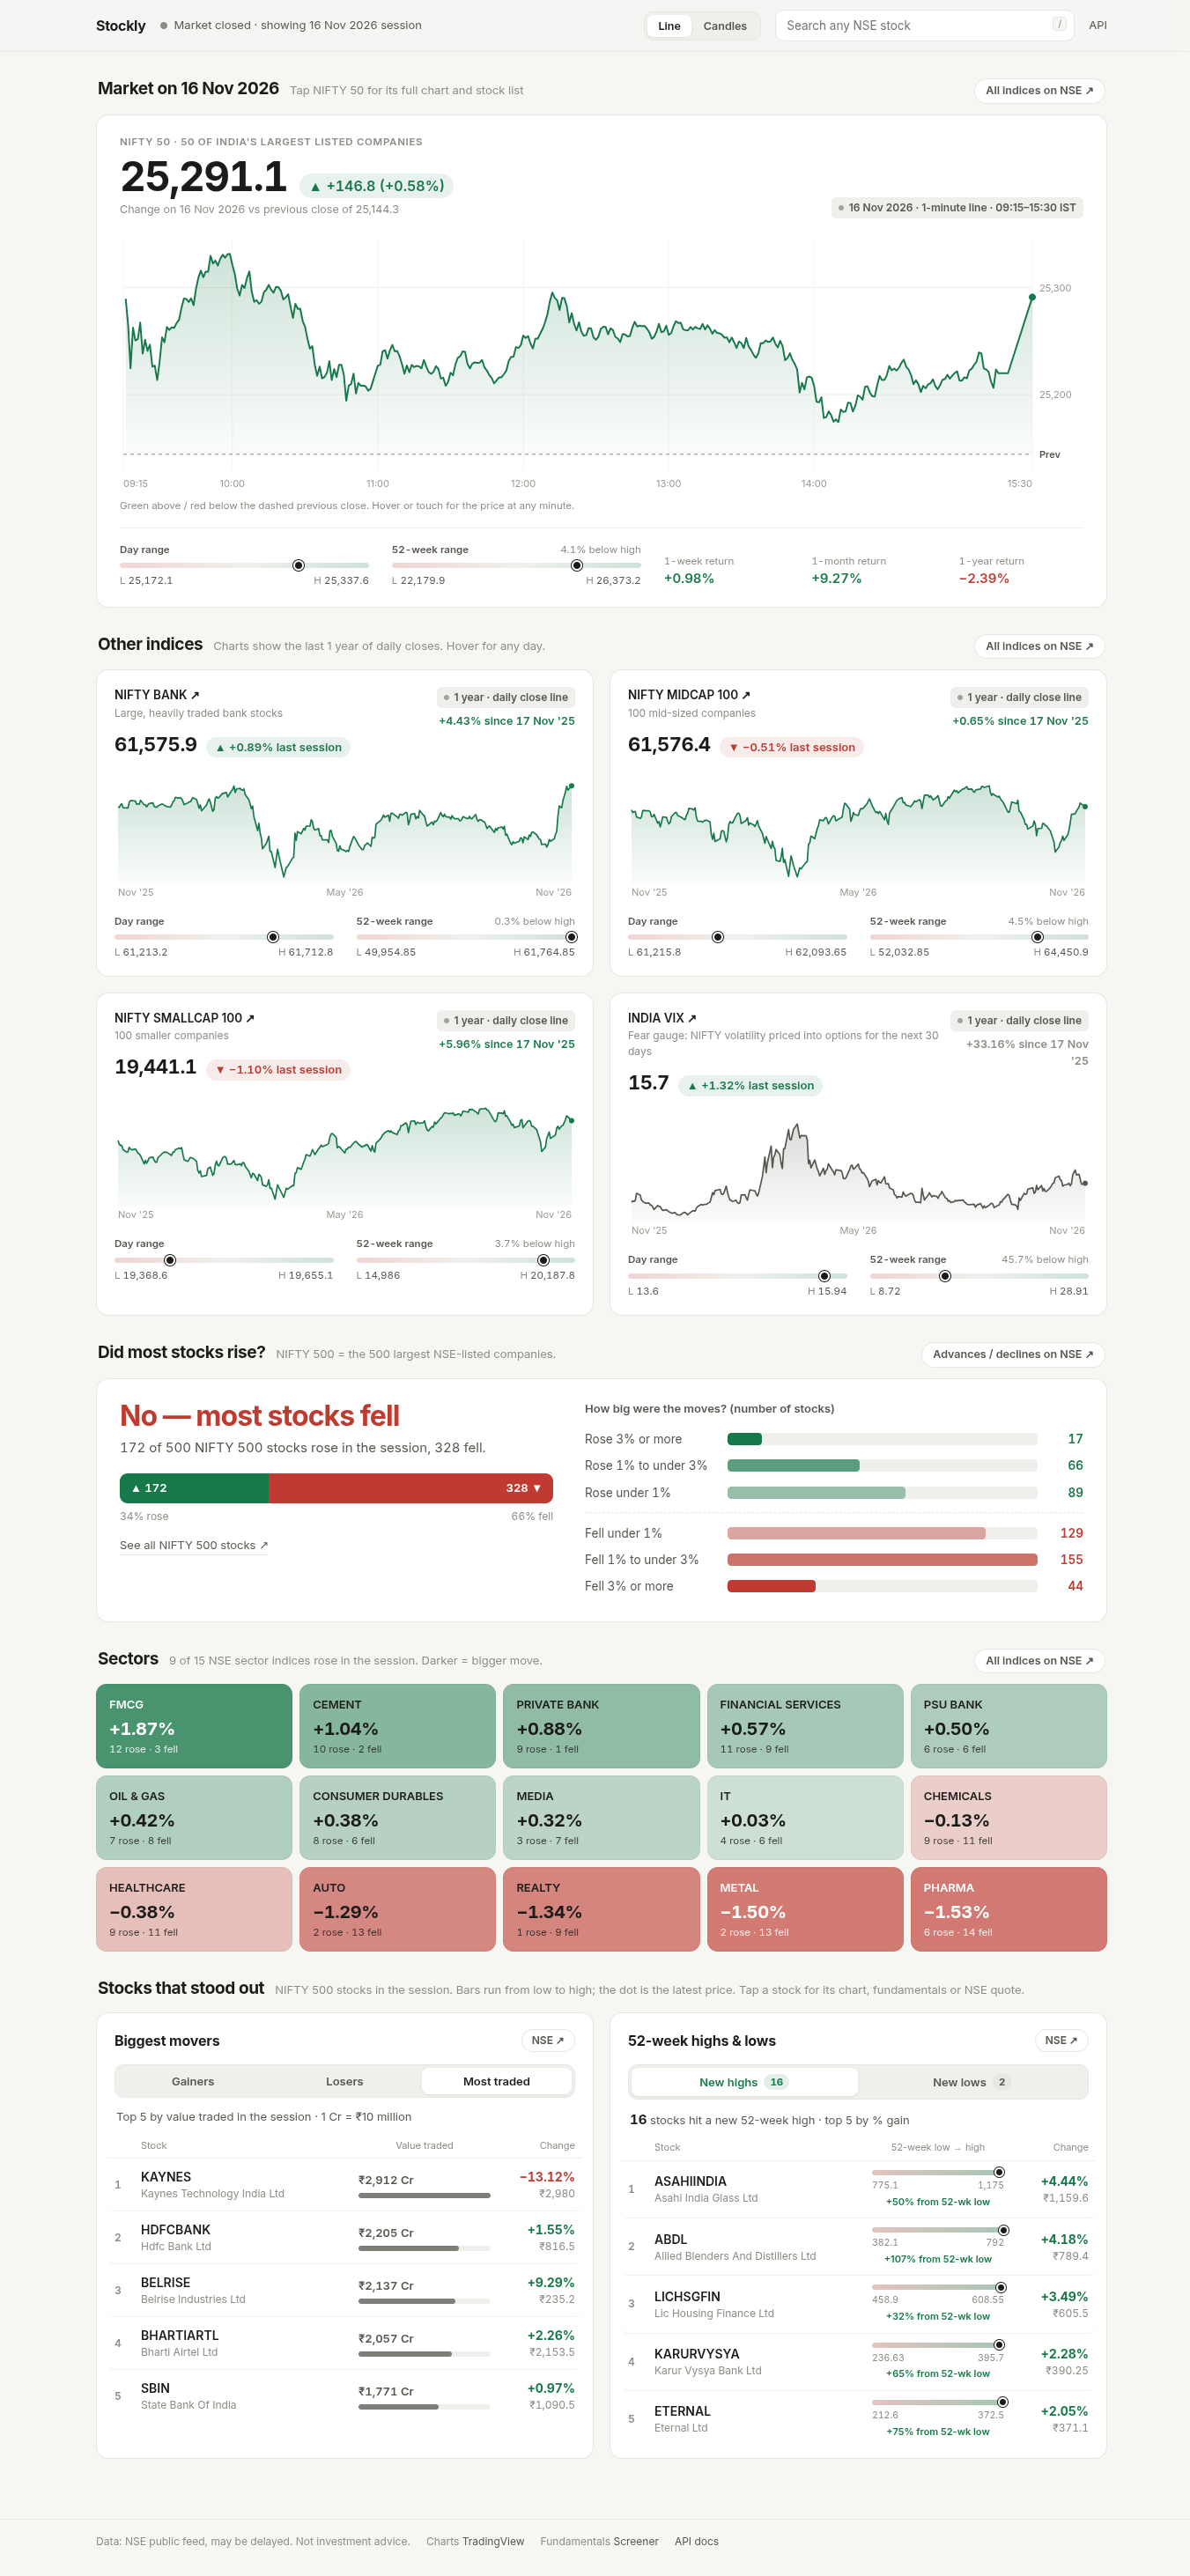 Stockly
Market closed · showing 16 Nov 2026 session
Line
Candles
Search any NSE stock
/
API
Market on 16 Nov 2026
Tap NIFTY 50 for its full chart and stock list
All indices on NSE ↗
NIFTY 50 · 50 OF INDIA'S LARGEST LISTED COMPANIES
25,291.1
▲ +146.8 (+0.58%)
Change on 16 Nov 2026 vs previous close of 25,144.3
16 Nov 2026 · 1-minute line · 09:15–15:30 IST
25,300
25,200
Prev
09:15
10:00
11:00
12:00
13:00
14:00
15:30
Green above / red below the dashed previous close. Hover or touch for the price at any minute.
Day range
L 25,172.1
H 25,337.6
52-week range
4.1% below high
L 22,179.9
H 26,373.2
1-week return
+0.98%
1-month return
+9.27%
1-year return
−2.39%
Other indices
Charts show the last 1 year of daily closes. Hover for any day.
All indices on NSE ↗
NIFTY BANK ↗
Large, heavily traded bank stocks
1 year · daily close line
+4.43% since 17 Nov '25
61,575.9
▲ +0.89% last session
Nov '25
May '26
Nov '26
Day range
L 61,213.2
H 61,712.8
52-week range
0.3% below high
L 49,954.85
H 61,764.85
NIFTY MIDCAP 100 ↗
100 mid-sized companies
1 year · daily close line
+0.65% since 17 Nov '25
61,576.4
▼ −0.51% last session
Nov '25
May '26
Nov '26
Day range
L 61,215.8
H 62,093.65
52-week range
4.5% below high
L 52,032.85
H 64,450.9
NIFTY SMALLCAP 100 ↗
100 smaller companies
1 year · daily close line
+5.96% since 17 Nov '25
19,441.1
▼ −1.10% last session
Nov '25
May '26
Nov '26
Day range
L 19,368.6
H 19,655.1
52-week range
3.7% below high
L 14,986
H 20,187.8
INDIA VIX ↗
Fear gauge: NIFTY volatility priced into options for the next 30
days
1 year · daily close line
+33.16% since 17 Nov
'25
15.7
▲ +1.32% last session
Nov '25
May '26
Nov '26
Day range
L 13.6
H 15.94
52-week range
45.7% below high
L 8.72
H 28.91
Did most stocks rise?
NIFTY 500 = the 500 largest NSE-listed companies.
Advances / declines on NSE ↗
No — most stocks fell
172 of 500 NIFTY 500 stocks rose in the session, 328 fell.
▲ 172
328 ▼
34% rose
66% fell
See all NIFTY 500 stocks ↗
How big were the moves? (number of stocks)
Rose 3% or more
17
Rose 1% to under 3%
66
Rose under 1%
89
Fell under 1%
129
Fell 1% to under 3%
155
Fell 3% or more
44
Sectors
9 of 15 NSE sector indices rose in the session. Darker = bigger move.
All indices on NSE ↗
FMCG
+1.87%
12 rose · 3 fell
CEMENT
+1.04%
10 rose · 2 fell
PRIVATE BANK
+0.88%
9 rose · 1 fell
FINANCIAL SERVICES
+0.57%
11 rose · 9 fell
PSU BANK
+0.50%
6 rose · 6 fell
OIL & GAS
+0.42%
7 rose · 8 fell
CONSUMER DURABLES
+0.38%
8 rose · 6 fell
MEDIA
+0.32%
3 rose · 7 fell
IT
+0.03%
4 rose · 6 fell
CHEMICALS
−0.13%
9 rose · 11 fell
HEALTHCARE
−0.38%
9 rose · 11 fell
AUTO
−1.29%
2 rose · 13 fell
REALTY
−1.34%
1 rose · 9 fell
METAL
−1.50%
2 rose · 13 fell
PHARMA
−1.53%
6 rose · 14 fell
Stocks that stood out
NIFTY 500 stocks in the session. Bars run from low to high; the dot is the latest price. Tap a stock for its chart, fundamentals or NSE quote.
Biggest movers
NSE ↗
Gainers
Losers
Most traded
Top 5 by value traded in the session · 1 Cr = ₹10 million
Stock
Value traded
Change
1
KAYNES
Kaynes Technology India Ltd
₹2,912 Cr
−13.12%
₹2,980
2
HDFCBANK
Hdfc Bank Ltd
₹2,205 Cr
+1.55%
₹816.5
3
BELRISE
Belrise Industries Ltd
₹2,137 Cr
+9.29%
₹235.2
4
BHARTIARTL
Bharti Airtel Ltd
₹2,057 Cr
+2.26%
₹2,153.5
5
SBIN
State Bank Of India
₹1,771 Cr
+0.97%
₹1,090.5
52-week highs & lows
NSE ↗
New highs 16
New lows 2
16 stocks hit a new 52-week high · top 5 by % gain
Stock
52-week low → high
Change
1
ASAHIINDIA
Asahi India Glass Ltd
775.1
1,175
+50% from 52-wk low
+4.44%
₹1,159.6
2
ABDL
Allied Blenders And Distillers Ltd
382.1
792
+107% from 52-wk low
+4.18%
₹789.4
3
LICHSGFIN
Lic Housing Finance Ltd
458.9
608.55
+32% from 52-wk low
+3.49%
₹605.5
4
KARURVYSYA
Karur Vysya Bank Ltd
236.63
395.7
+65% from 52-wk low
+2.28%
₹390.25
5
ETERNAL
Eternal Ltd
212.6
372.5
+75% from 52-wk low
+2.05%
₹371.1
Data: NSE public feed, may be delayed. Not investment advice.
Charts TradingView
Fundamentals Screener
API docs